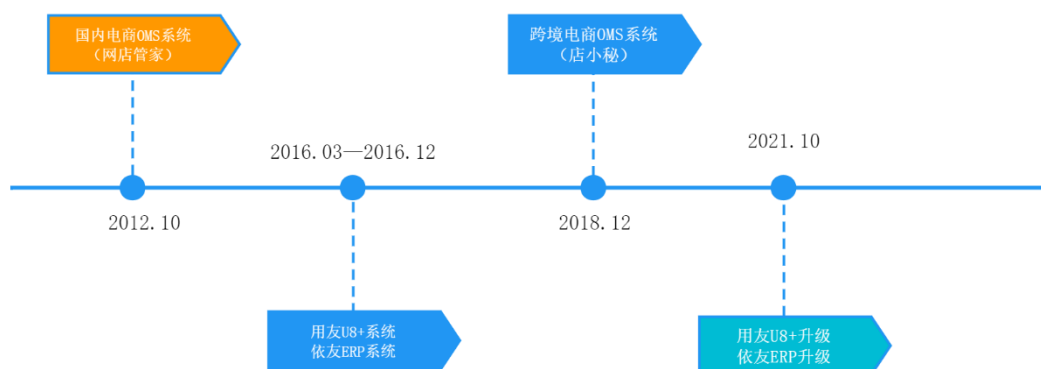 国内电商OMS系统
（网店管家）
跨境电商OMS系统
（店小秘）
2016.03—2016.12
2021.10
2012.10
2018.12
用友U8+系统
依友ERP系统
用友U8+升级
依友ERP升级